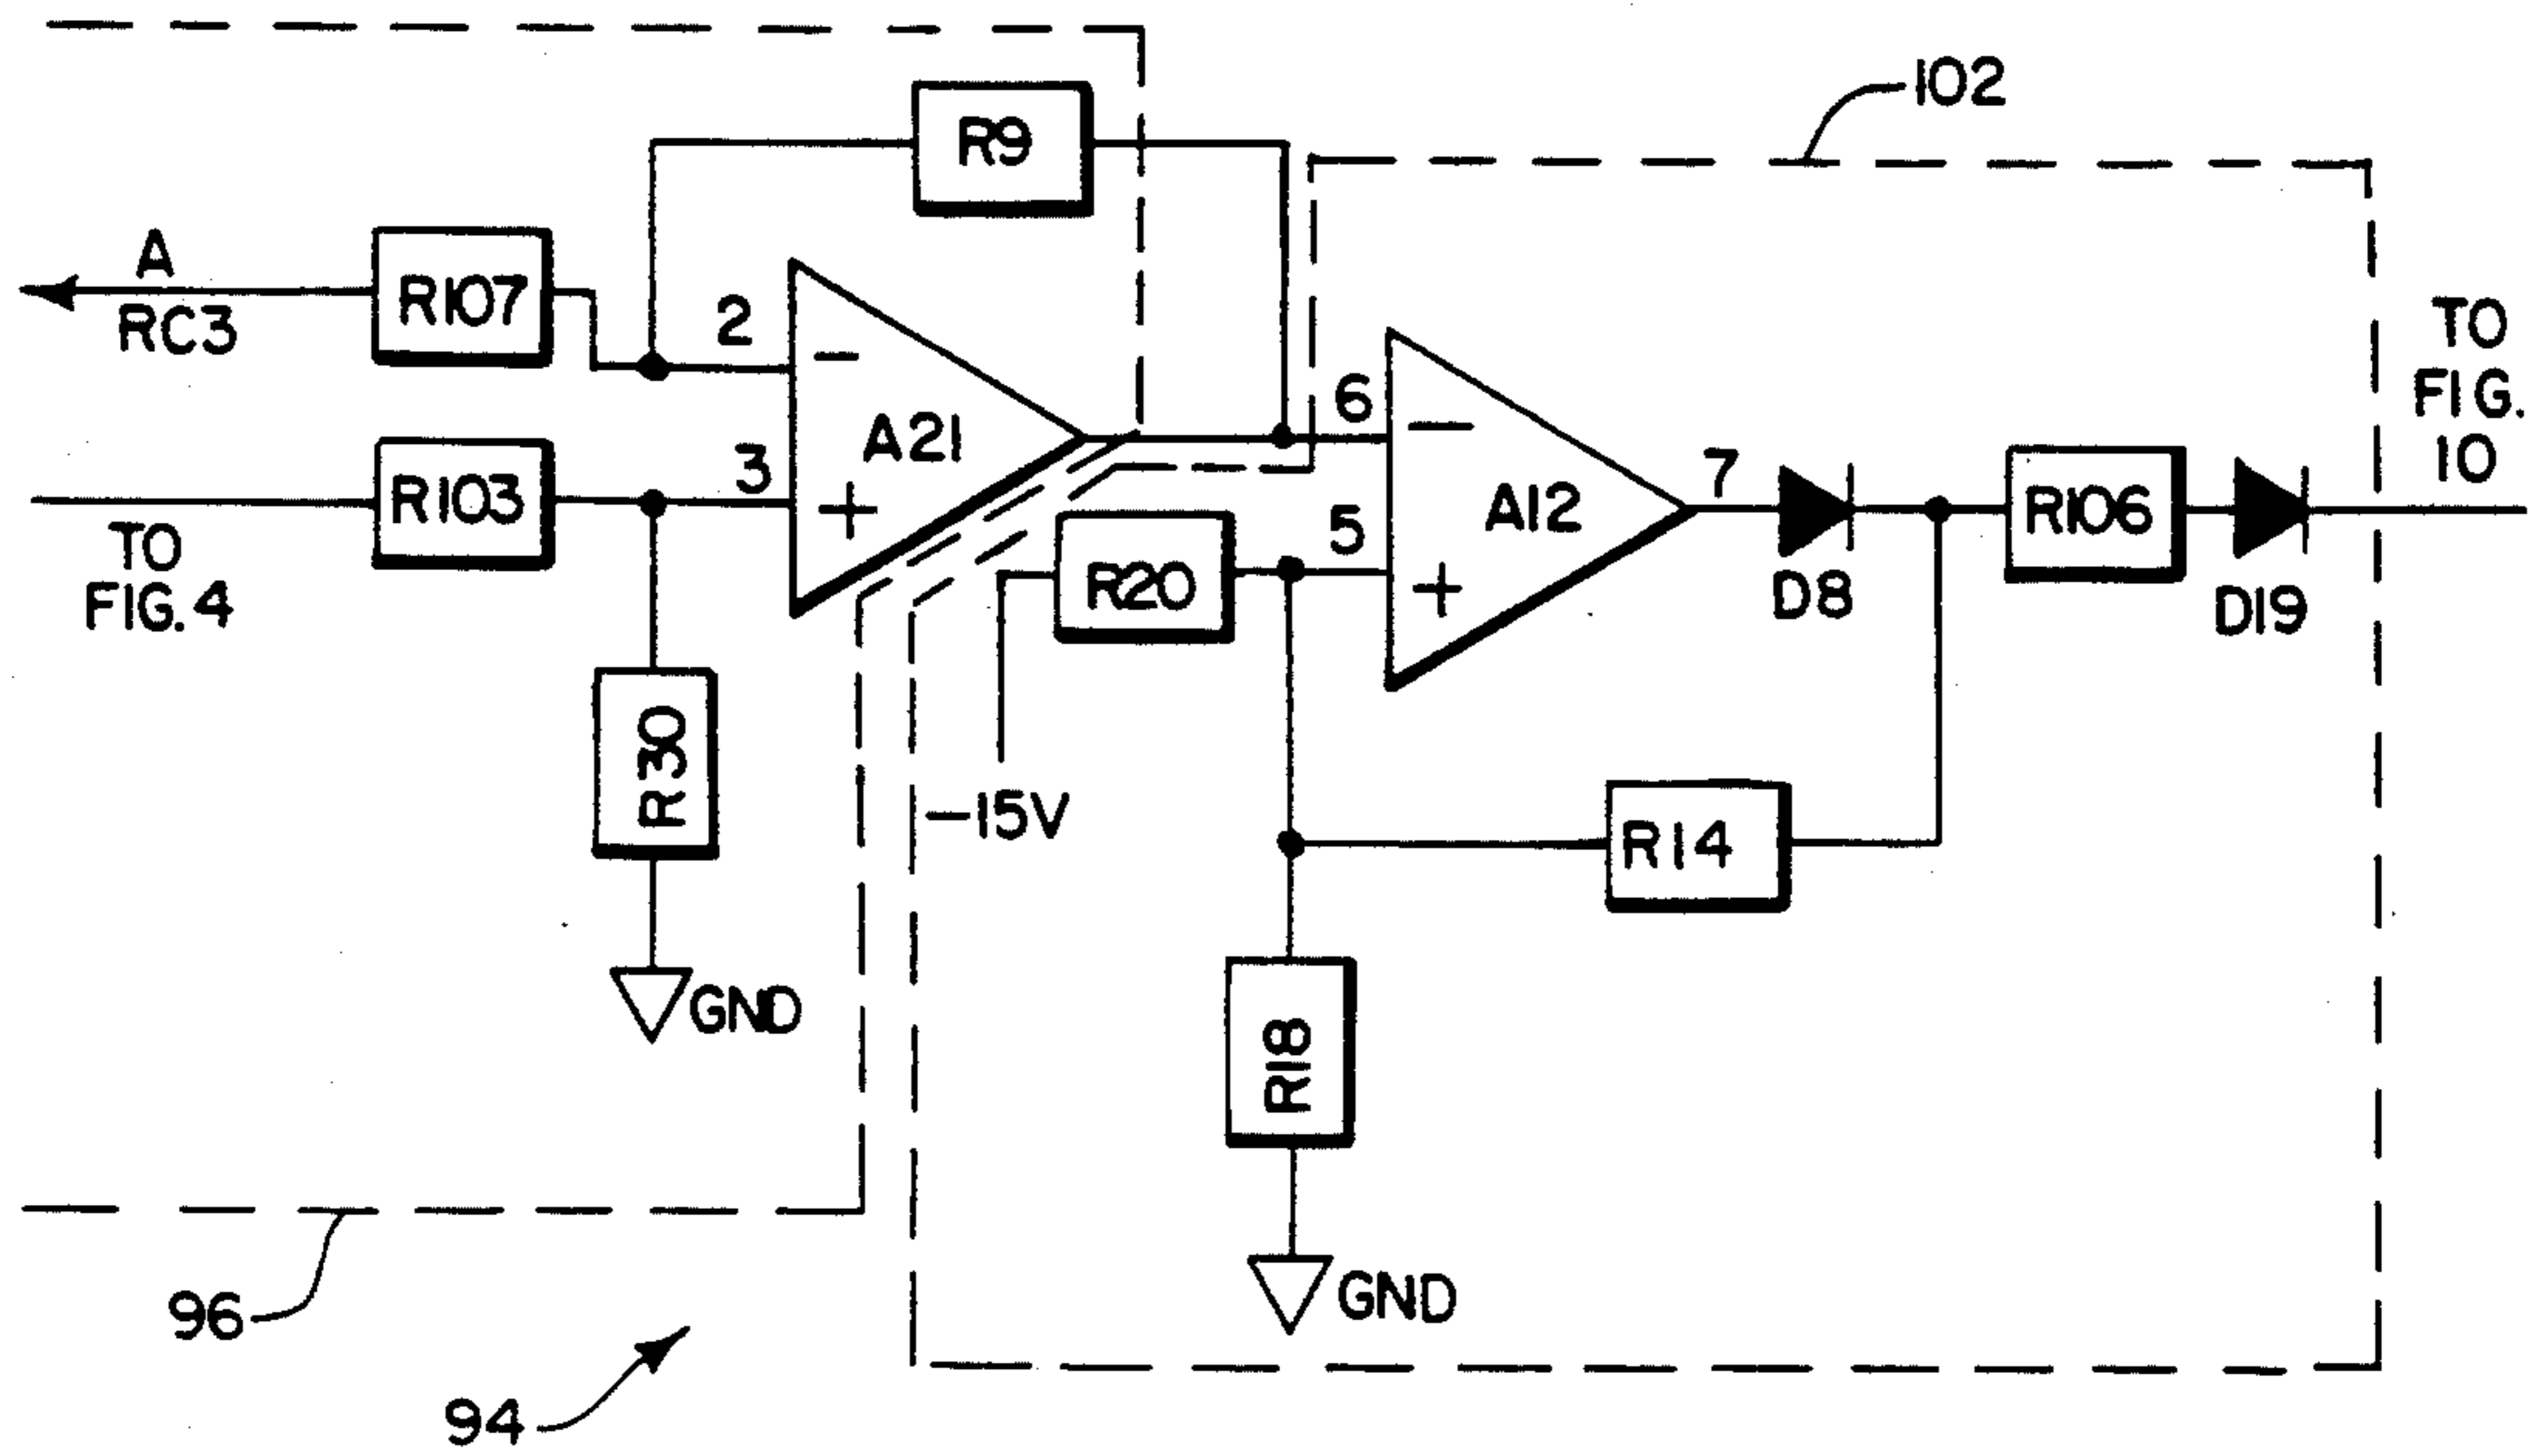 102
R9
A
RC3
R107
2
−
A21
3
+
R103
TO
FIG. 4
R30
GND
6
−
A12
5
+
R20
−15V
7
D8
R106
D19
TO
FIG.
10
R14
R18
GND
96
94